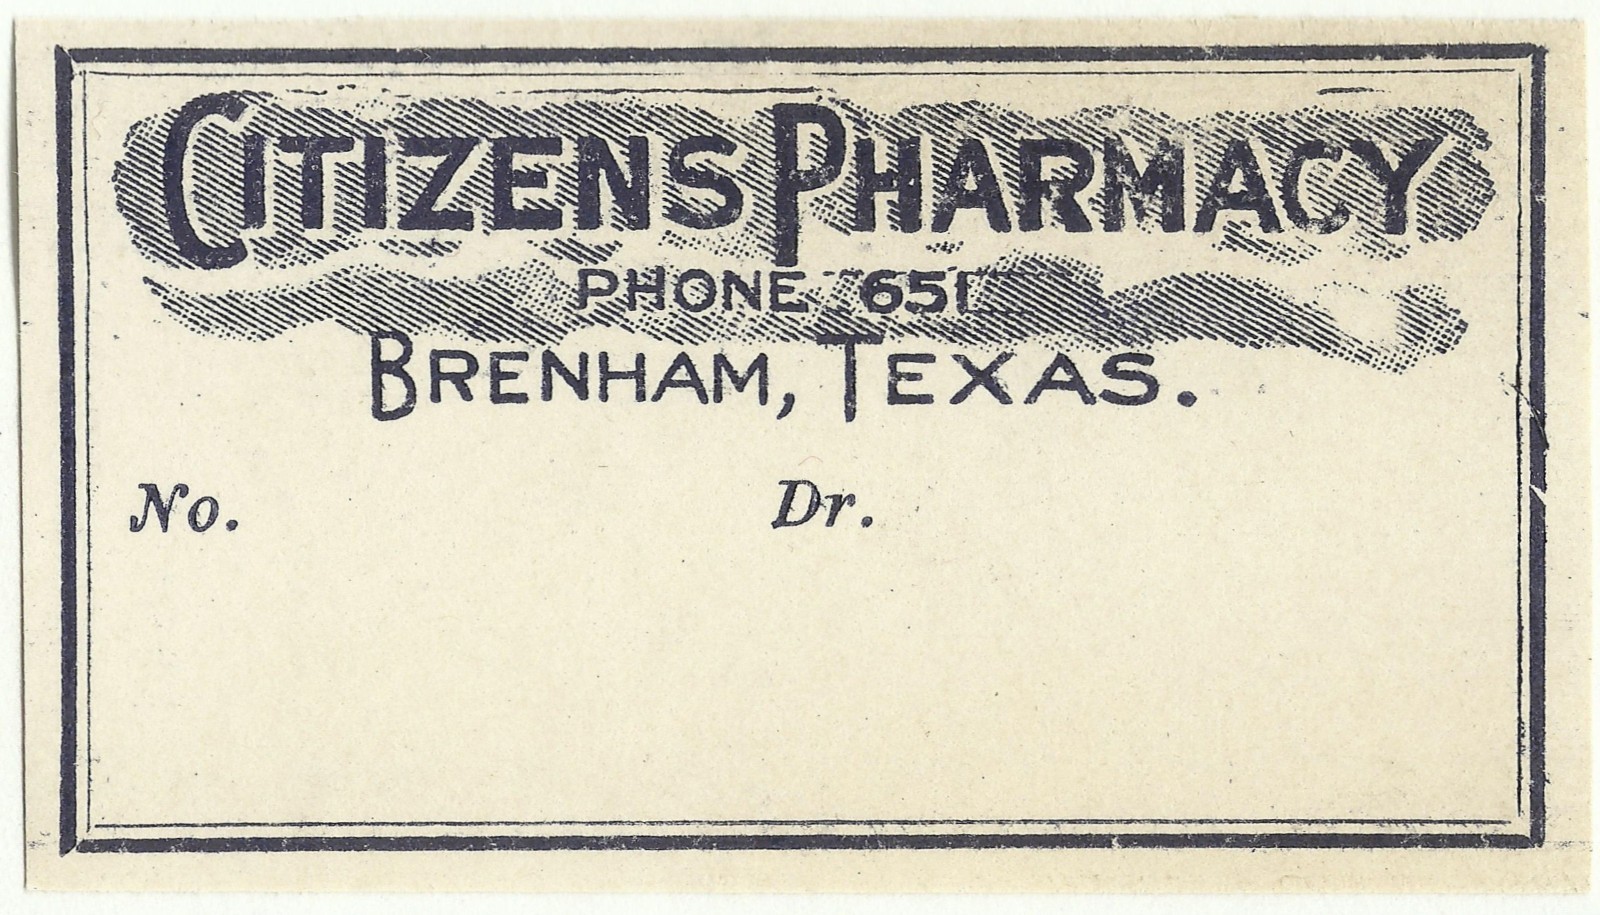 CITIZENS PHARMACY
PHONE 651
BRENHAM, TEXAS.
No. Dr.